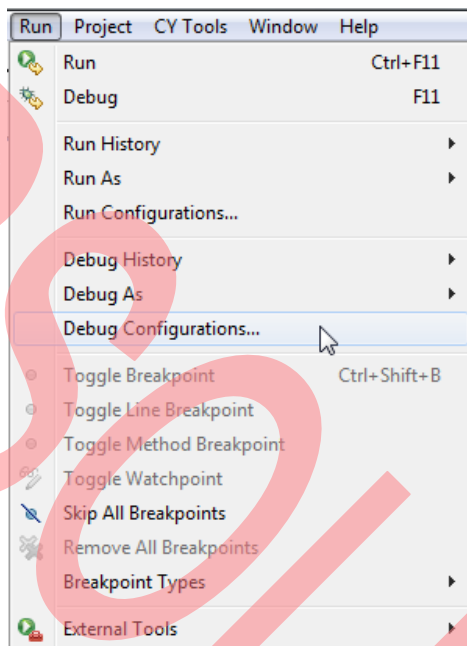 Run Project CY Tools Window Help
Run Ctrl+F11
Debug F11
Run History
Run As
Run Configurations...
Debug History
Debug As
Debug Configurations...
Toggle Breakpoint Ctrl+Shift+B
Toggle Line Breakpoint
Toggle Method Breakpoint
Toggle Watchpoint
Skip All Breakpoints
Remove All Breakpoints
Breakpoint Types
External Tools